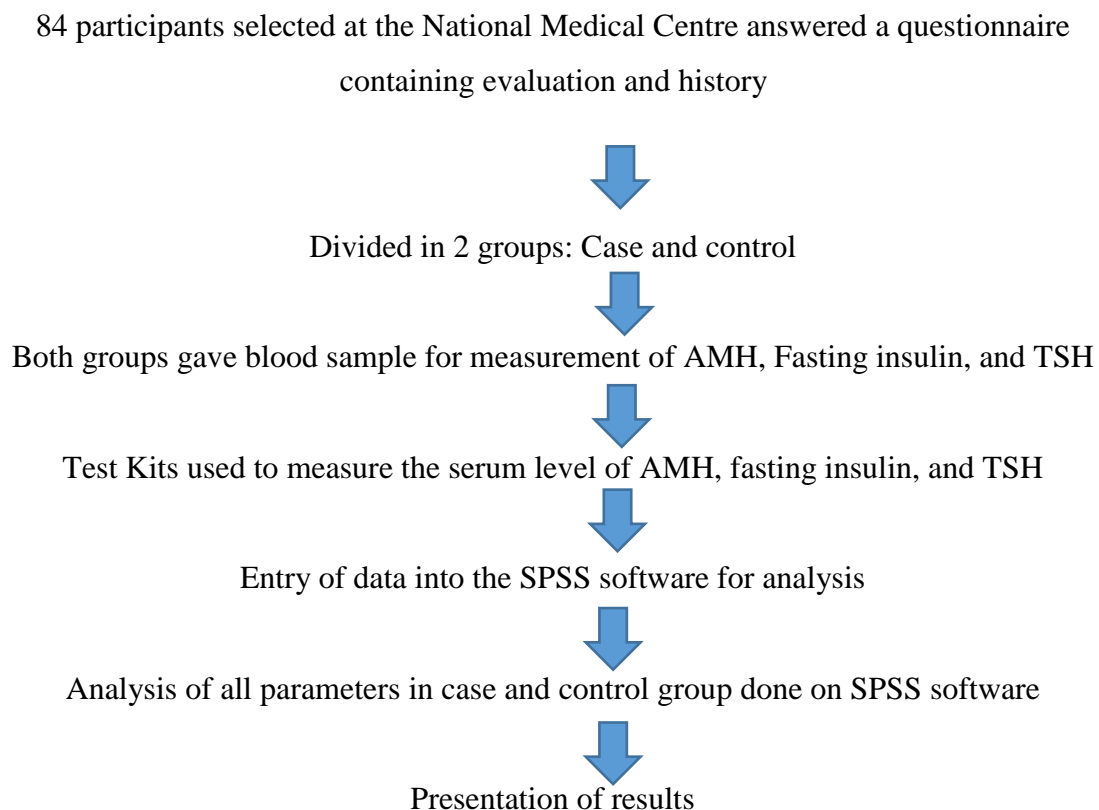 84 participants selected at the National Medical Centre answered a questionnaire
containing evaluation and history
Divided in 2 groups: Case and control
Both groups gave blood sample for measurement of AMH, Fasting insulin, and TSH
Test Kits used to measure the serum level of AMH, fasting insulin, and TSH
Entry of data into the SPSS software for analysis
Analysis of all parameters in case and control group done on SPSS software
Presentation of results